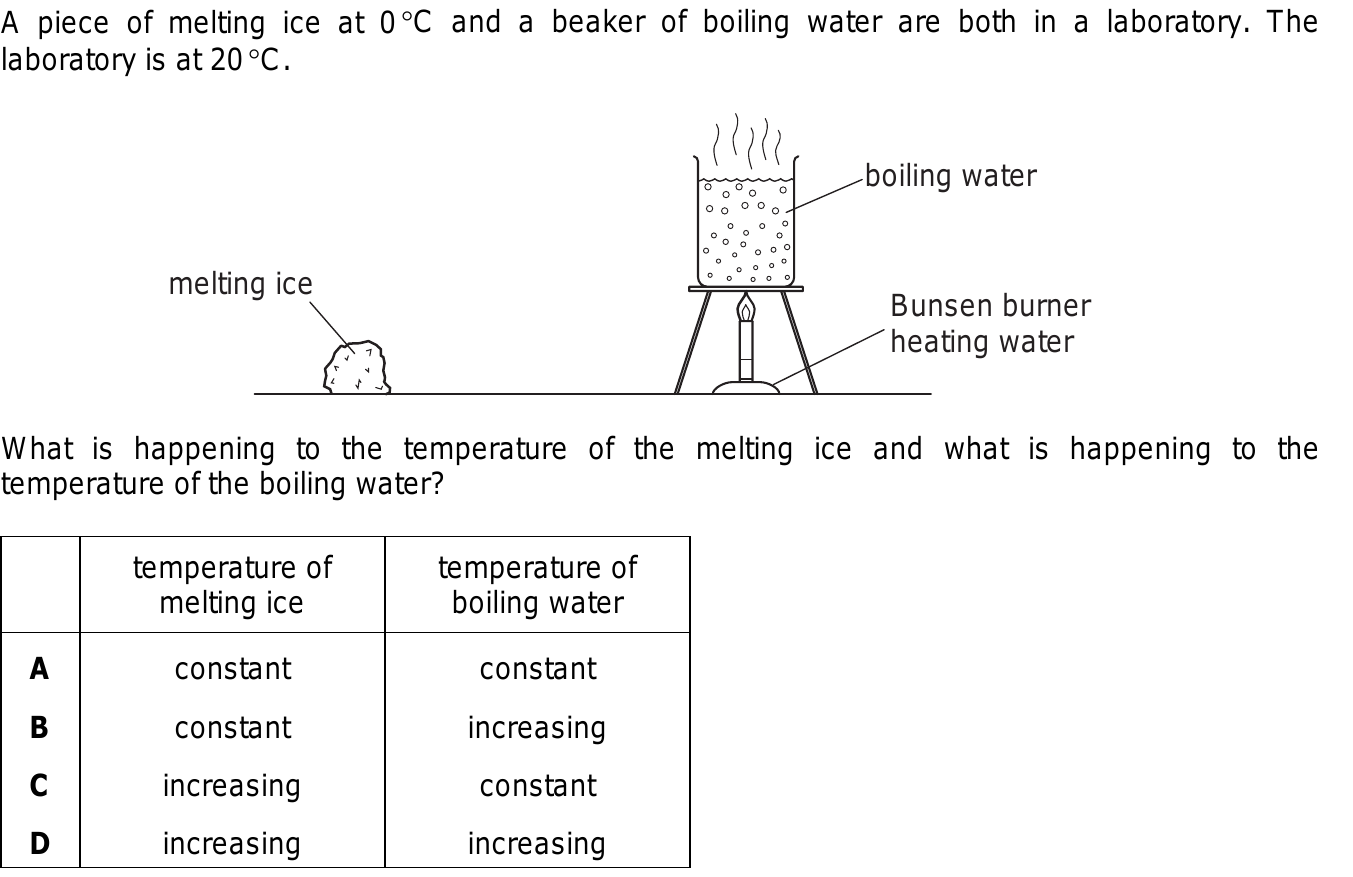 A piece of melting ice at 0 °C and a beaker of boiling water are both in a laboratory. The
laboratory is at 20 °C.
boiling water
melting ice
Bunsen burner
heating water
What is happening to the temperature of the melting ice and what is happening to the
temperature of the boiling water?
temperature of melting ice temperature of boiling water
A constant constant
B constant increasing
C increasing constant
D increasing increasing